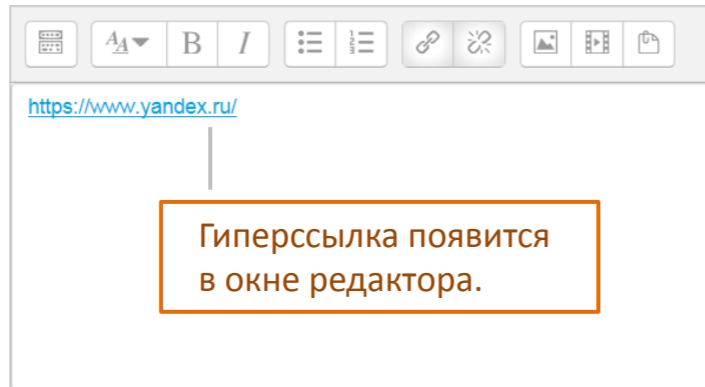 B I
https://www.yandex.ru/
Гиперссылка появится
в окне редактора.